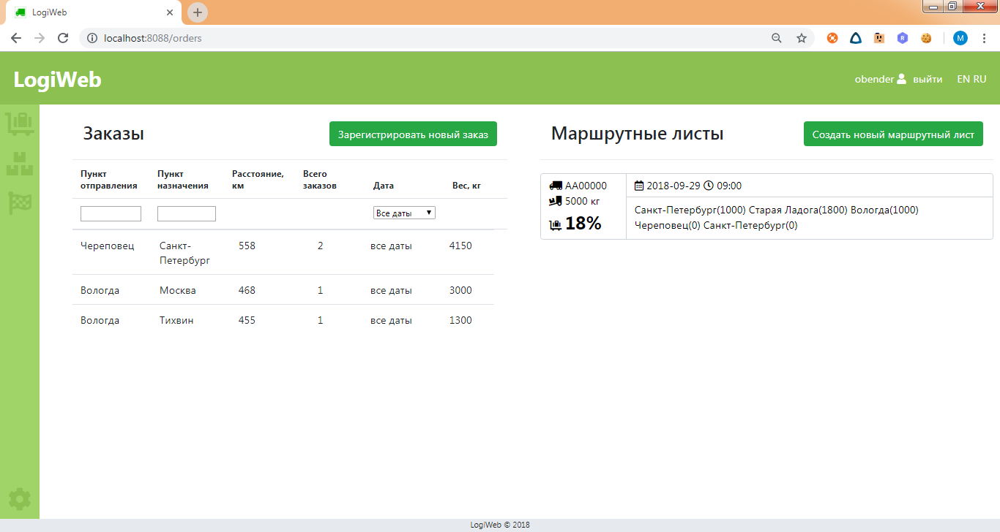 LogiWeb
localhost:8088/orders
M
R
LogiWeb
obender выйти EN RU
Заказы
Зарегистрировать новый заказ
Пункт отправления
Пункт назначения
Расстояние, км
Всего заказов
Дата
Вес, кг
Все даты
Череповец Санкт-Петербург 558 2 все даты 4150
Вологда Москва 468 1 все даты 3000
Вологда Тихвин 455 1 все даты 1300
Маршрутные листы
Создать новый маршрутный лист
AA00000
5000 кг
18%
2018-09-29 09:00
Санкт-Петербург(1000) Старая Ладога(1800) Вологда(1000)
Череповец(0) Санкт-Петербург(0)
LogiWeb © 2018